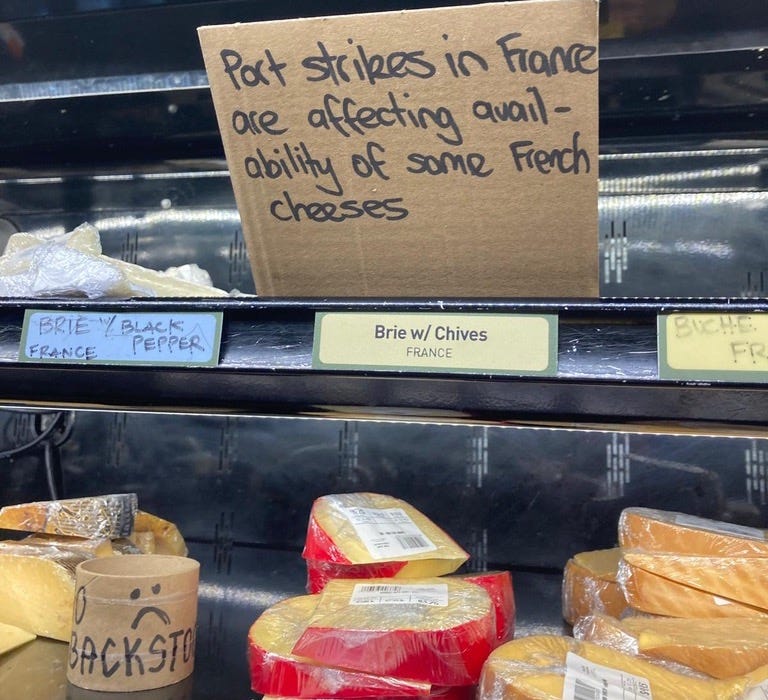 Port strikes in France
are affecting avail-
ability of some French
cheeses
BRIE W/ BLACK
PEPPER
FRANCE
Brie w/ Chives
FRANCE
BUCHE
FR
BACKSTO